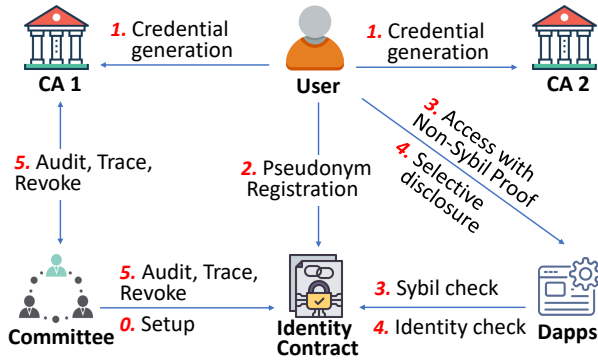 1. Credential
generation
1. Credential
generation
CA 1
User
CA 2
5. Audit, Trace,
Revoke
2. Pseudonym
Registration
3. Access with
Non-Sybil Proof
4. Selective
disclosure
5. Audit, Trace,
Revoke
0. Setup
3. Sybil check
4. Identity check
Committee
Identity
Contract
Dapps